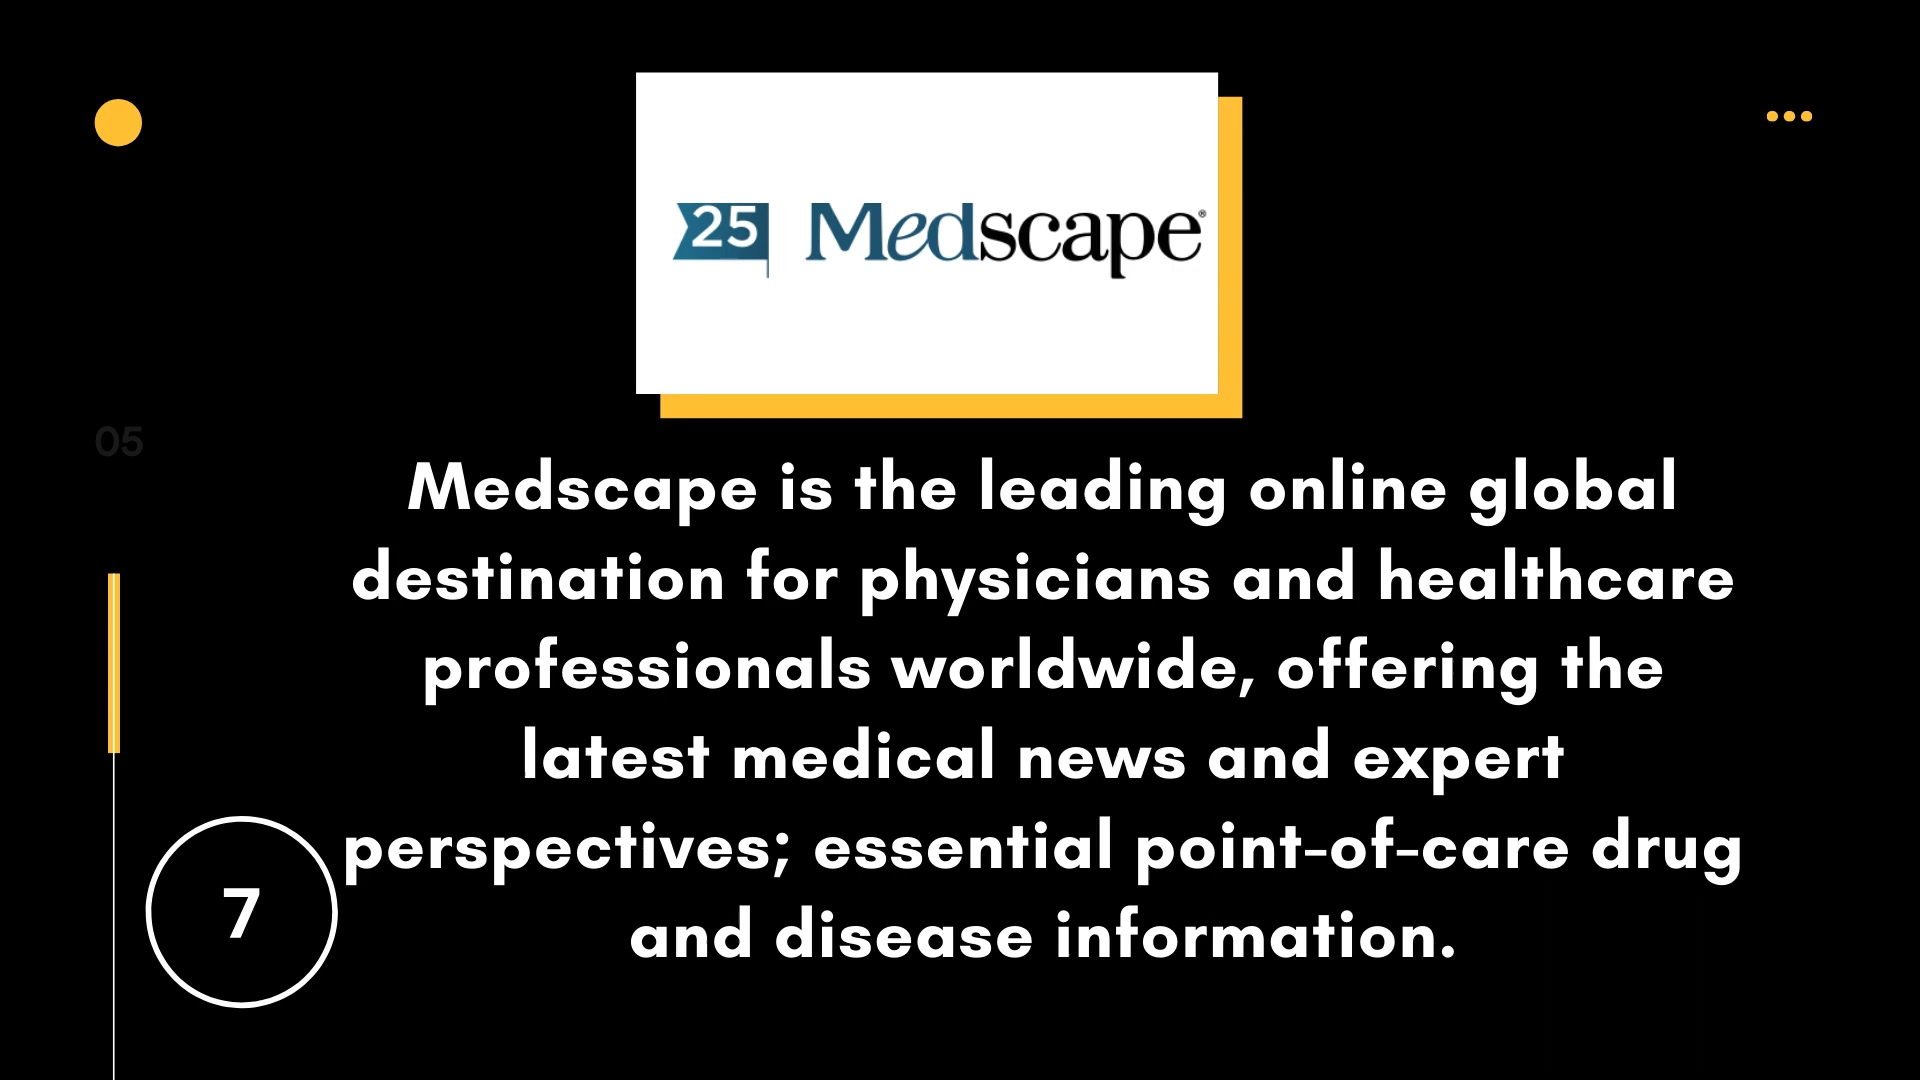 25 Medscape®
05
Medscape is the leading online global
destination for physicians and healthcare
professionals worldwide, offering the
latest medical news and expert
perspectives; essential point-of-care drug
and disease information.
7